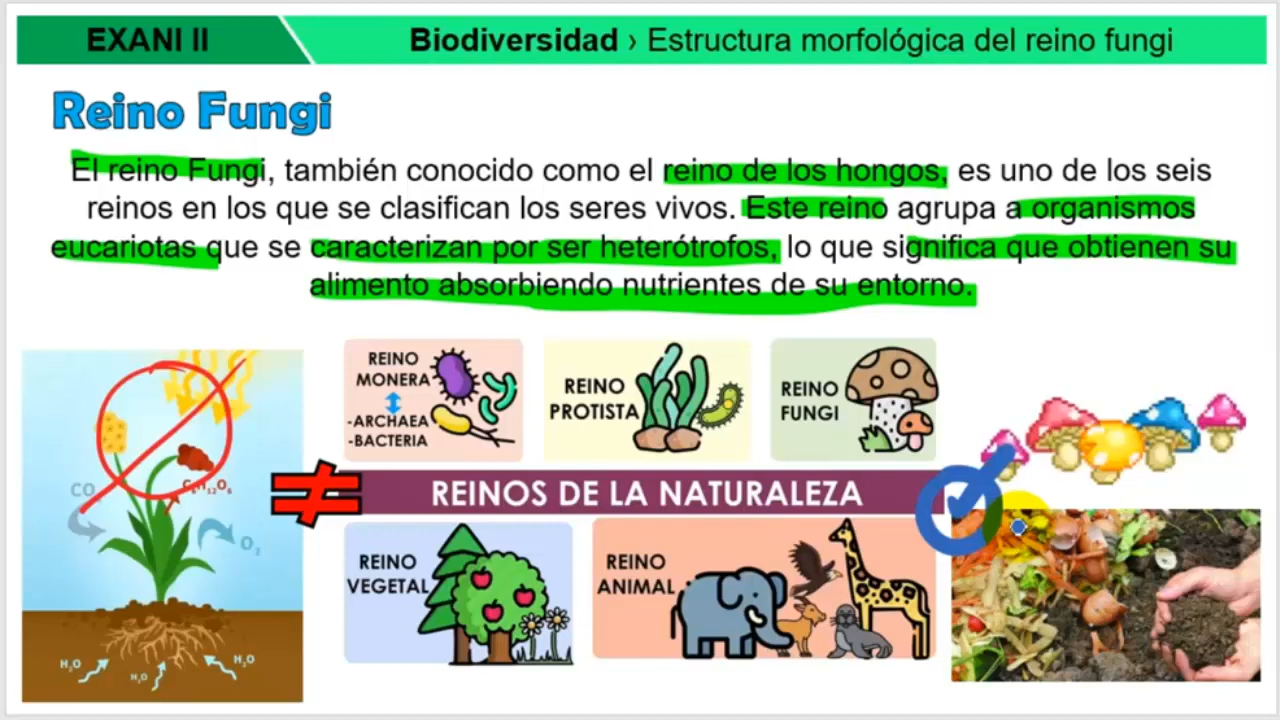 EXANI II
Biodiversidad › Estructura morfológica del reino fungi
Reino Fungi
El reino Fungi, también conocido como el reino de los hongos, es uno de los seis
reinos en los que se clasifican los seres vivos. Este reino agrupa a organismos
eucariotas que se caracterizan por ser heterótrofos, lo que significa que obtienen su
alimento absorbiendo nutrientes de su entorno.
REINO
MONERA
-ARCHAEA
-BACTERIA
REINO
PROTISTA
REINO
FUNGI
≠
REINOS DE LA NATURALEZA
REINO
VEGETAL
REINO
ANIMAL
CO
O₂
H₂O
H₂O
H₂O